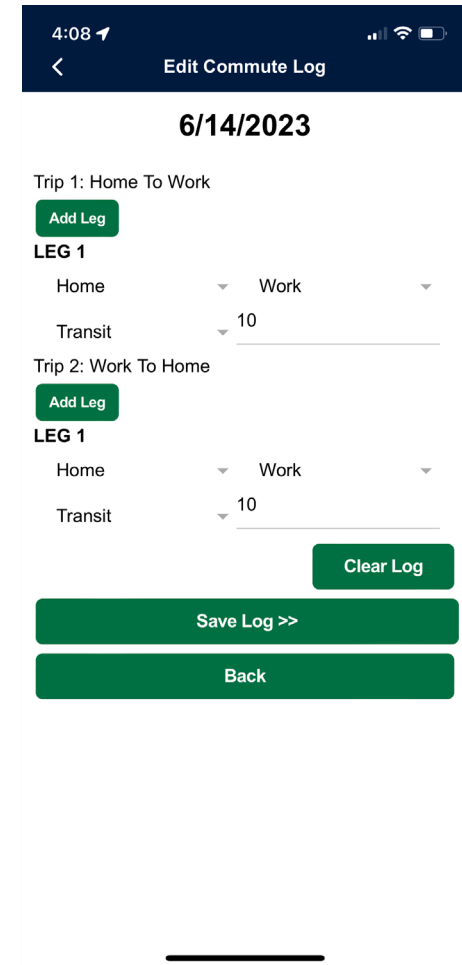 4:08
Edit Commute Log
6/14/2023
Trip 1: Home To Work
Add Leg
LEG 1
Home Work
Transit 10
Trip 2: Work To Home
Add Leg
LEG 1
Home Work
Transit 10
Clear Log
Save Log >>
Back